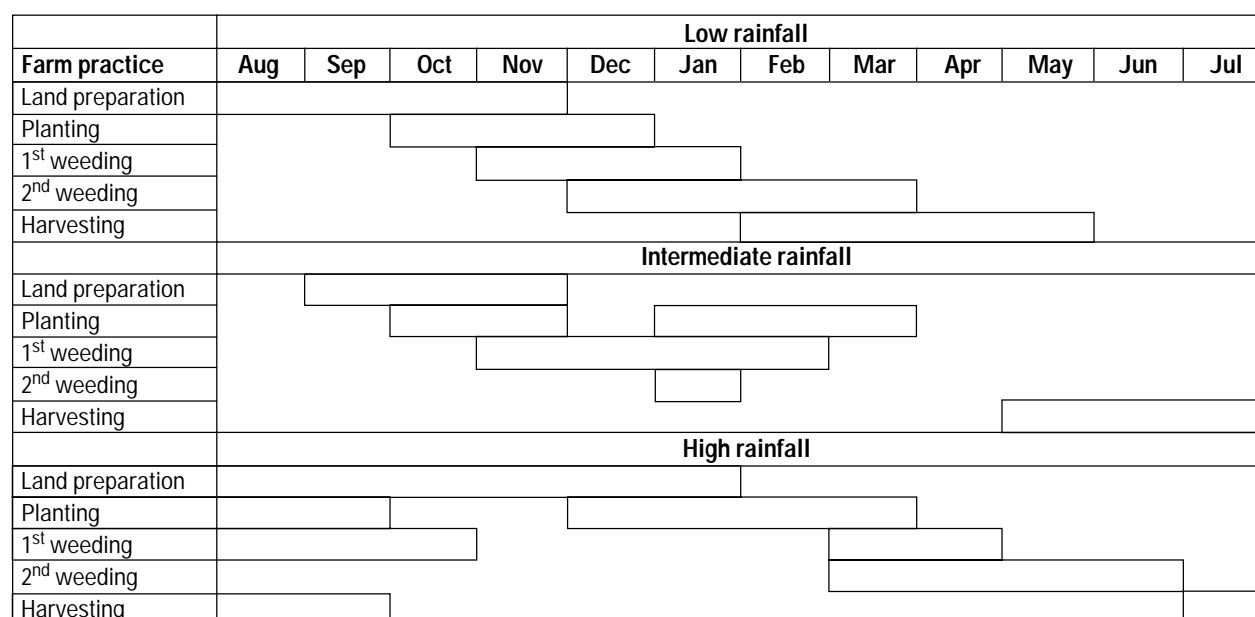 Low rainfall
Farm practice Aug Sep Oct Nov Dec Jan Feb Mar Apr May Jun Jul
Land preparation
Planting
1st weeding
2nd weeding
Harvesting
Intermediate rainfall
Land preparation
Planting
1st weeding
2nd weeding
Harvesting
High rainfall
Land preparation
Planting
1st weeding
2nd weeding
Harvesting